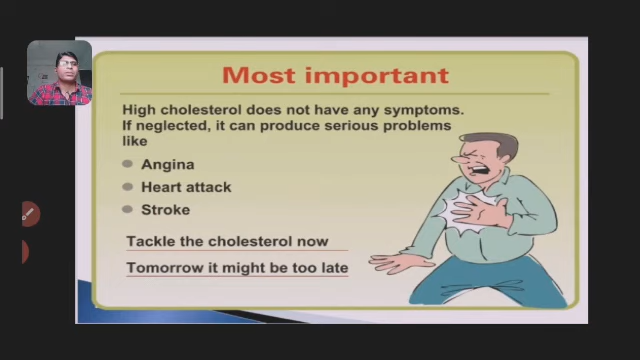 Most important
High cholesterol does not have any symptoms.
If neglected, it can produce serious problems
like
Angina
Heart attack
Stroke
Tackle the cholesterol now
Tomorrow it might be too late